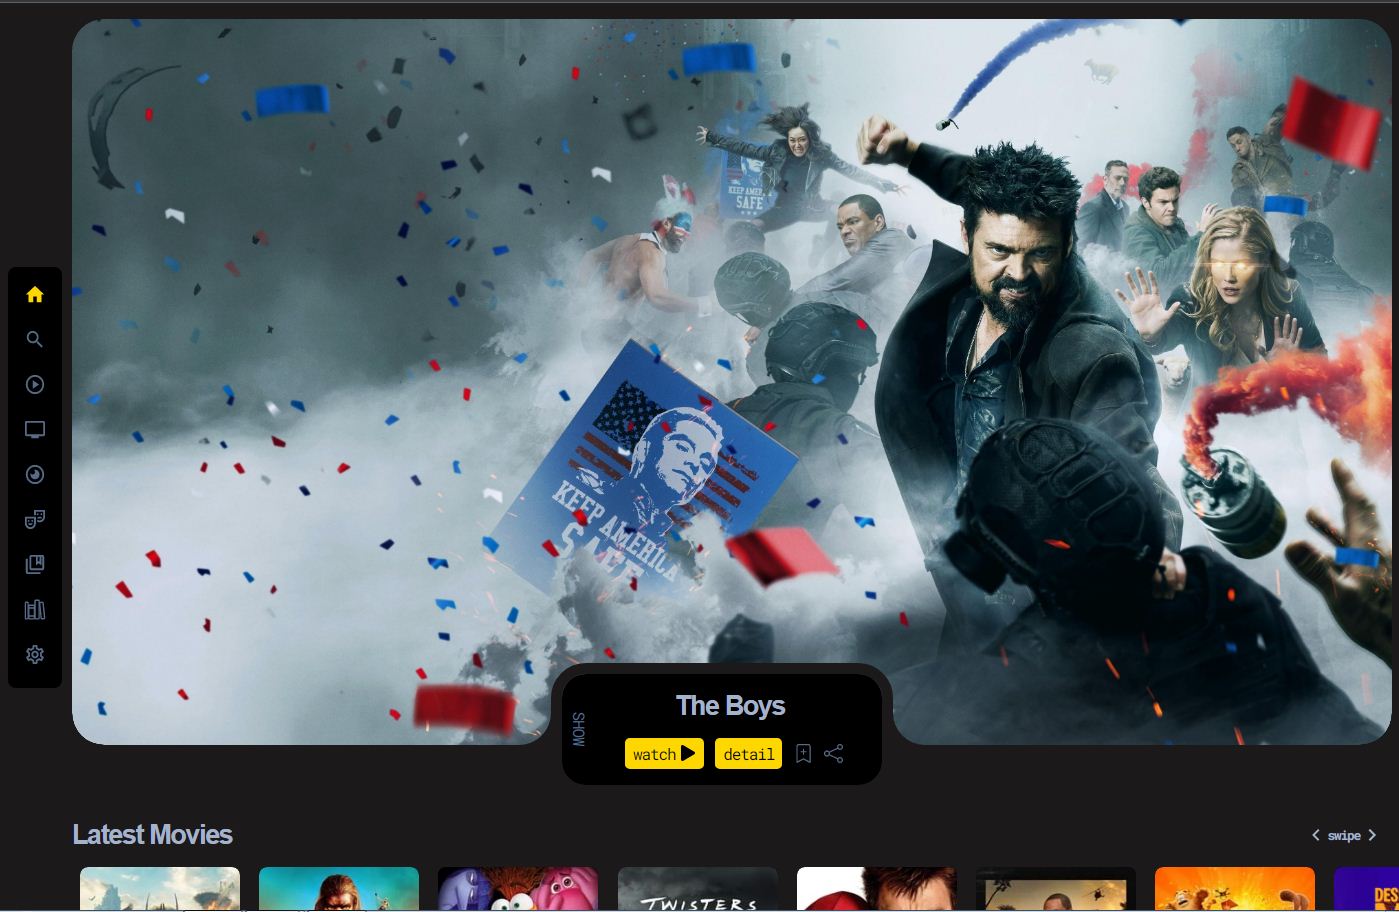 KEEP AMERICA
SAFE
KEEP AMERICA
SAFE
SHOW
The Boys
watch
detail
Latest Movies
swipe
TWISTERS
DES